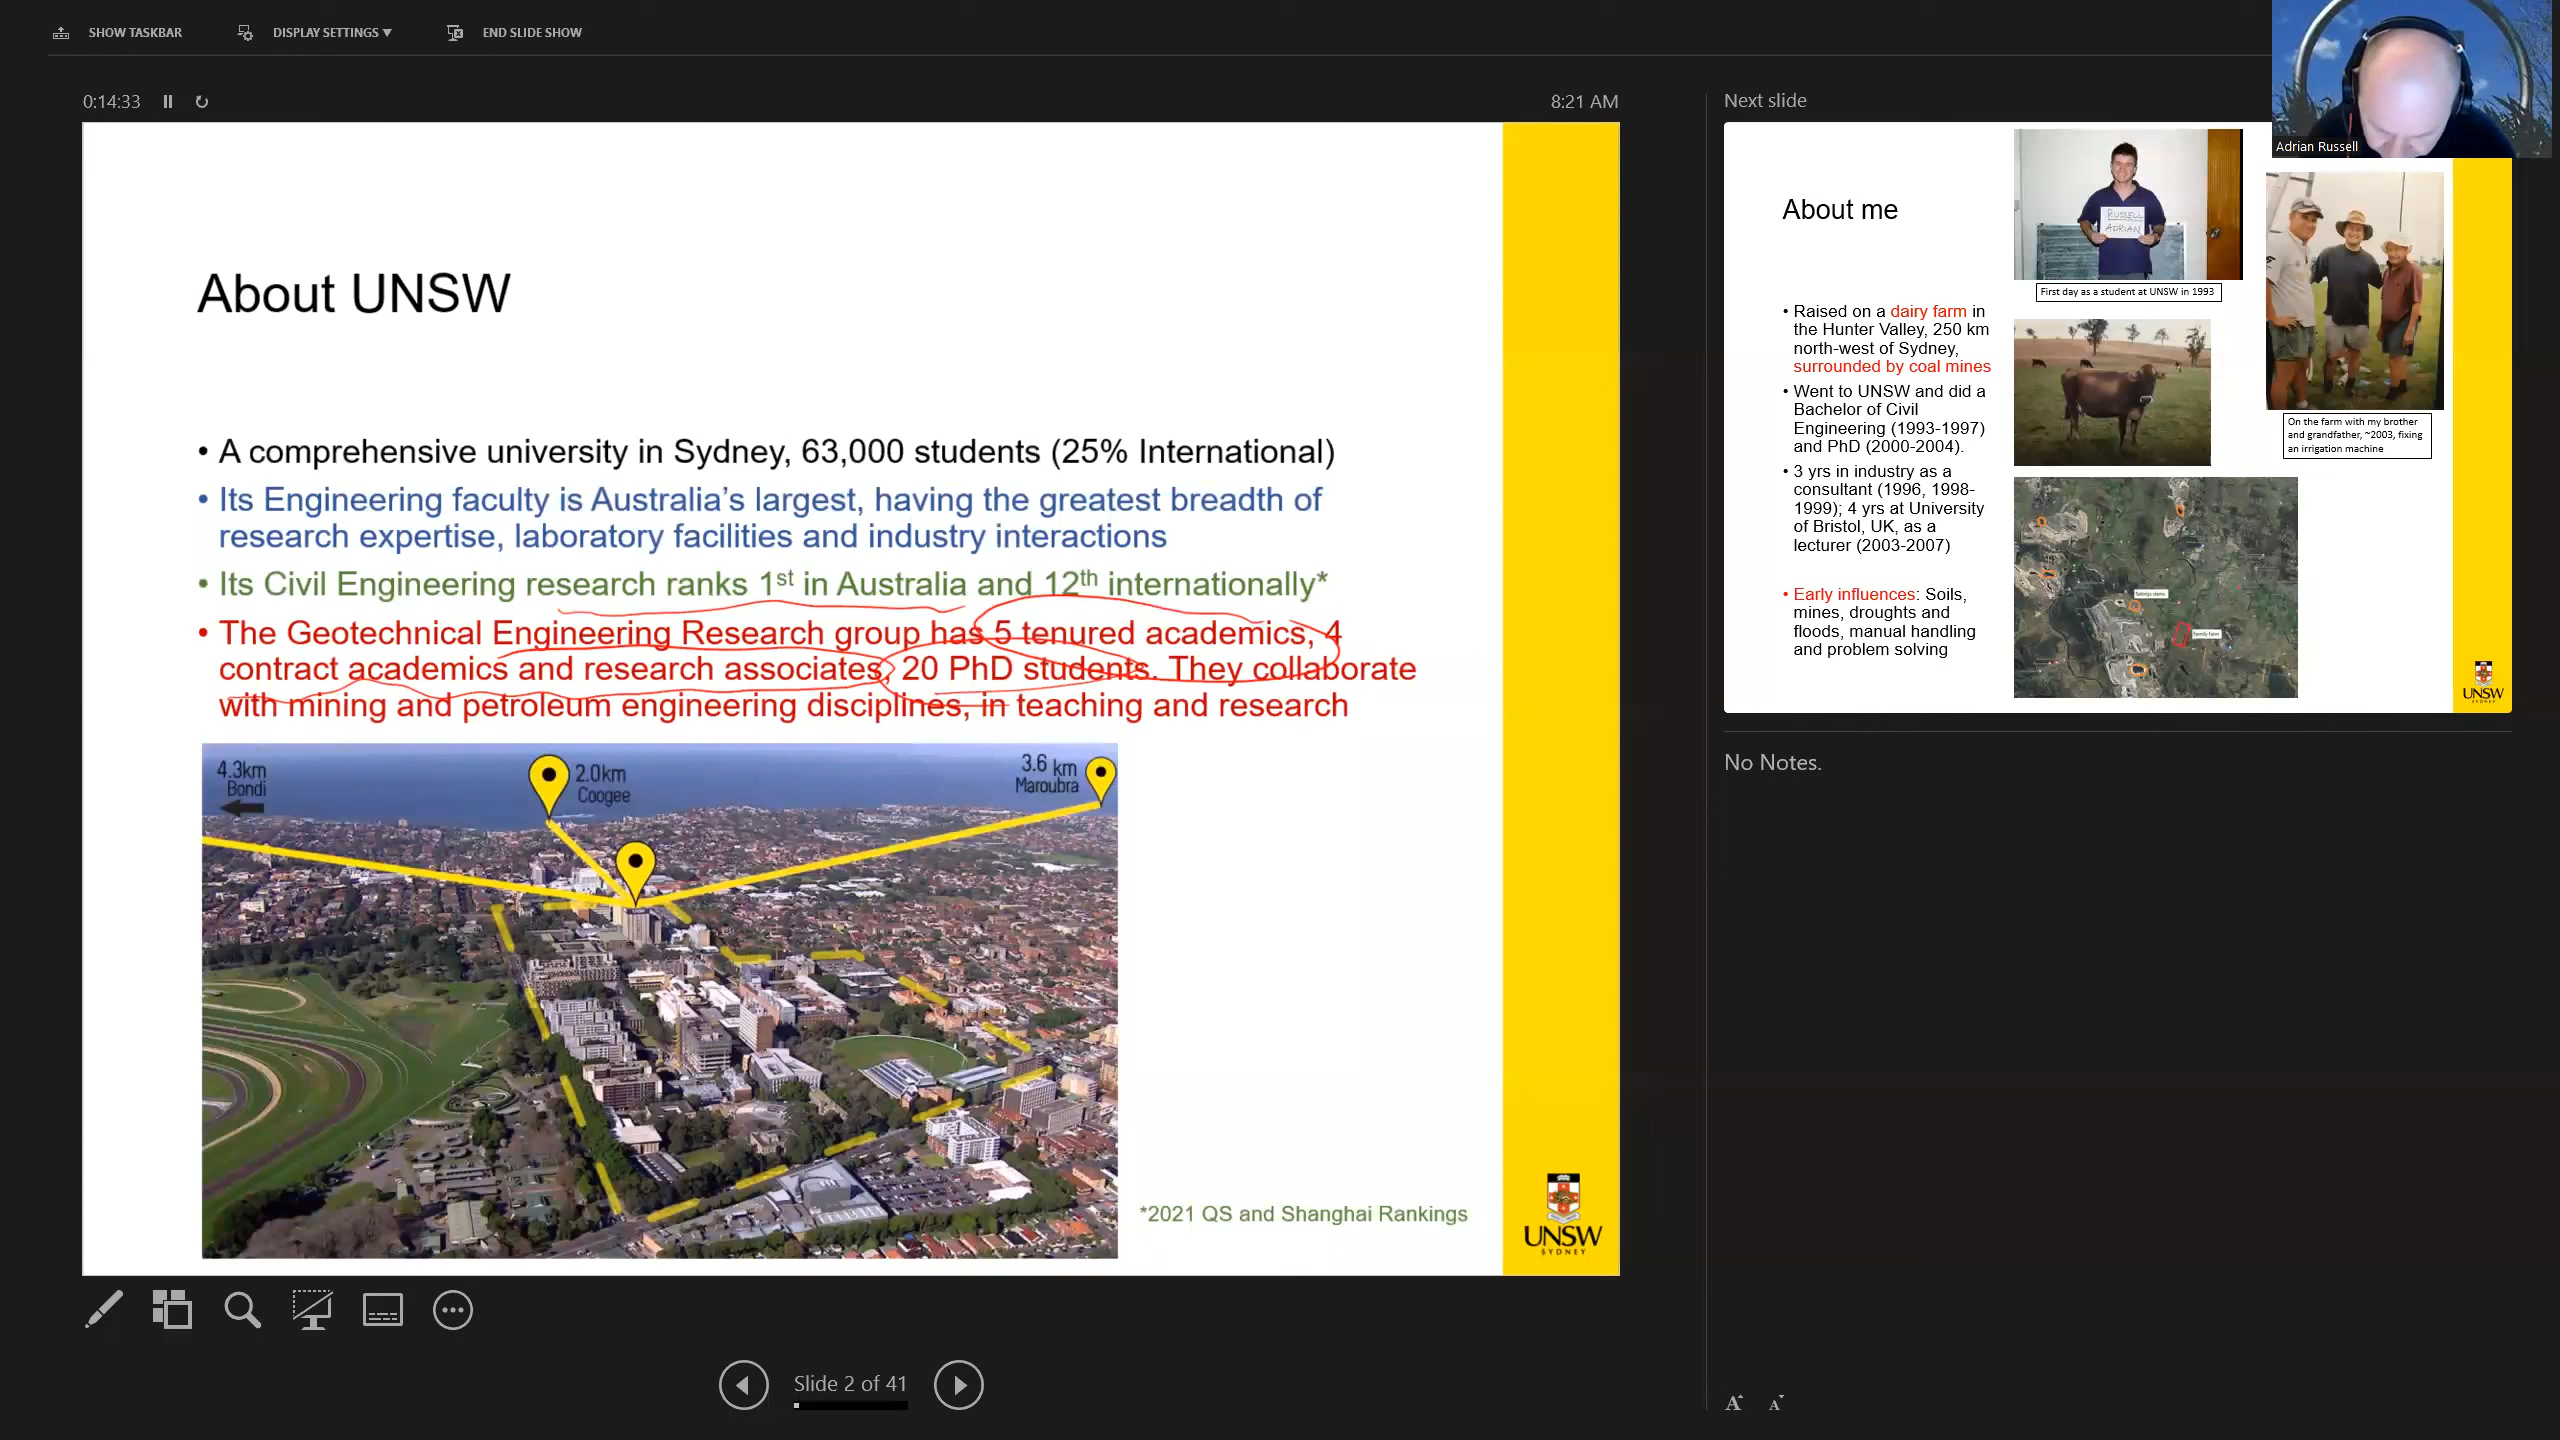 SHOW TASKBAR
DISPLAY SETTINGS
END SLIDE SHOW
0:14:33
8:21 AM
About UNSW
• A comprehensive university in Sydney, 63,000 students (25% International)
• Its Engineering faculty is Australia's largest, having the greatest breadth of
research expertise, laboratory facilities and industry interactions
• Its Civil Engineering research ranks 1st in Australia and 12th internationally*
• The Geotechnical Engineering Research group has 5 tenured academics, 4
contract academics and research associates, 20 PhD students. They collaborate
with mining and petroleum engineering disciplines, in teaching and research
4.3km
Bondi
2.0km
Coogee
3.6 km
Maroubra
*2021 QS and Shanghai Rankings
UNSW
SYDNEY
Slide 2 of 41
Next slide
Adrian Russell
About me
RUSSELL
ADRIAN
First day as a student at UNSW in 1993
• Raised on a dairy farm in
the Hunter Valley, 250 km
north-west of Sydney,
surrounded by coal mines
• Went to UNSW and did a
Bachelor of Civil
Engineering (1993-1997)
and PhD (2000-2004).
• 3 yrs in industry as a
consultant (1996, 1998-
1999); 4 yrs at University
of Bristol, UK, as a
lecturer (2003-2007)
• Early influences: Soils,
mines, droughts and
floods, manual handling
and problem solving
On the farm with my brother
and grandfather, ~2003, fixing
an irrigation machine
Tailings dams
Family farm
UNSW
No Notes.
A A